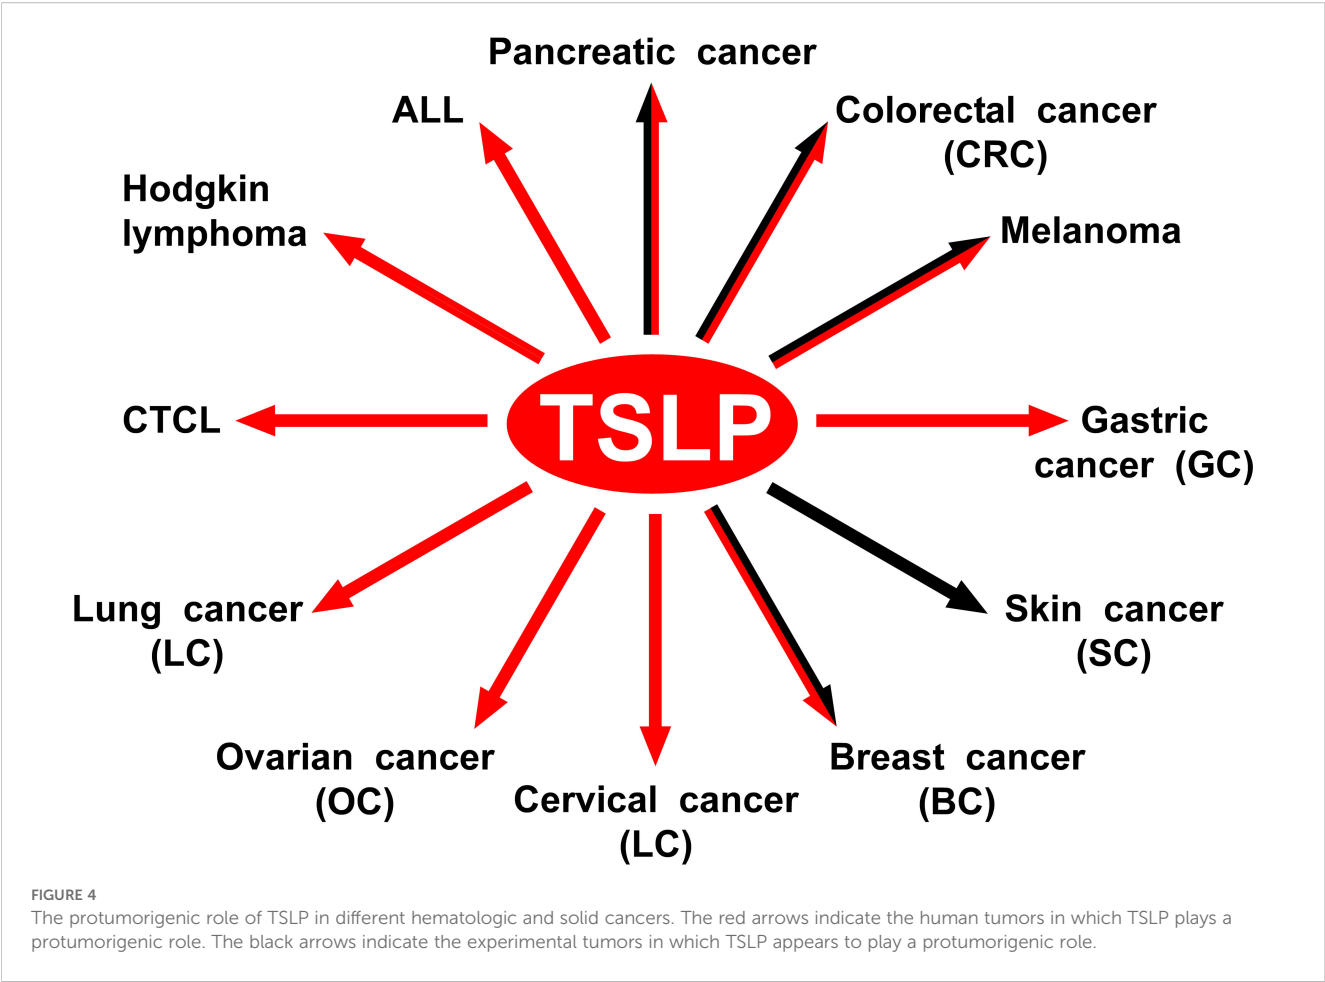 Pancreatic cancer
ALL
Colorectal cancer
(CRC)
Hodgkin
lymphoma
Melanoma
CTCL
TSLP
Gastric
cancer (GC)
Lung cancer
(LC)
Skin cancer
(SC)
Ovarian cancer
(OC)
Cervical cancer
(LC)
Breast cancer
(BC)
FIGURE 4
The protumorigenic role of TSLP in different hematologic and solid cancers. The red arrows indicate the human tumors in which TSLP plays a
protumorigenic role. The black arrows indicate the experimental tumors in which TSLP appears to play a protumorigenic role.